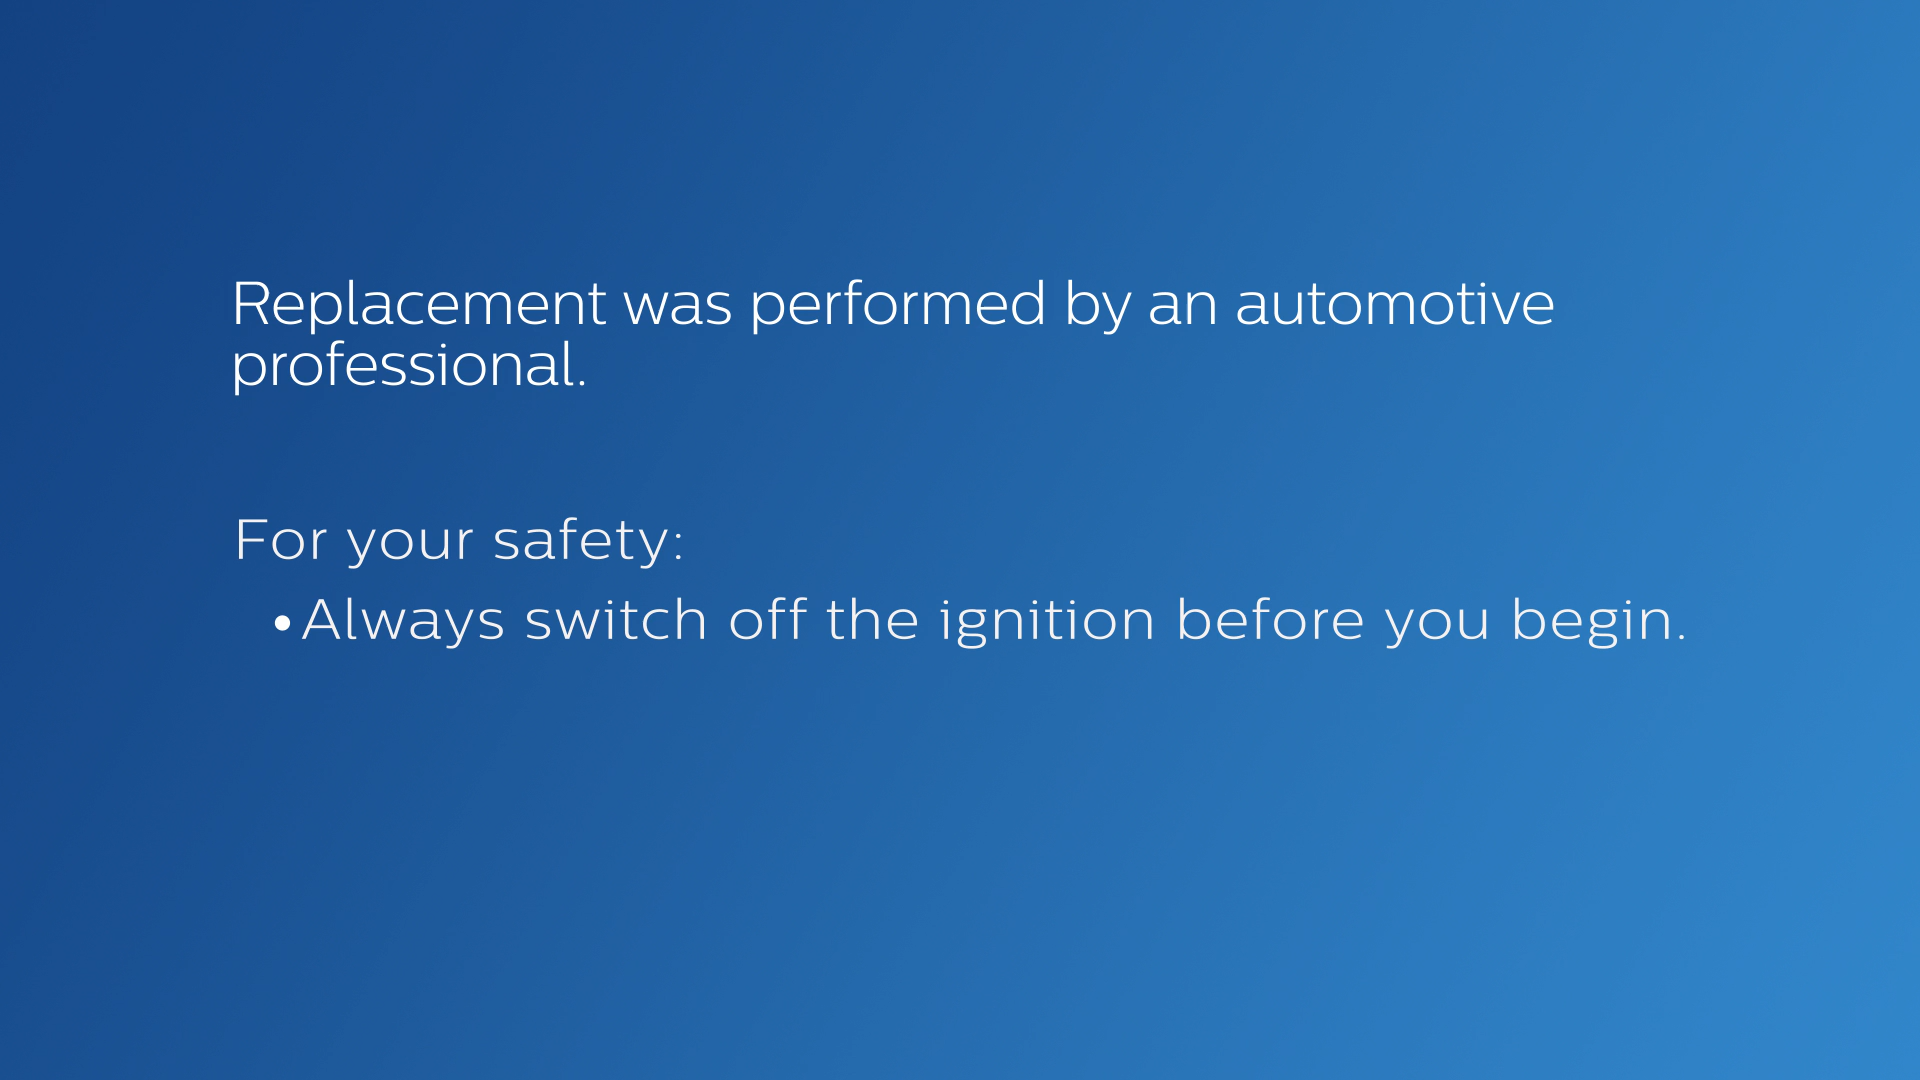 Replacement was performed by an automotive
professional.
For your safety:
•Always switch off the ignition before you begin.